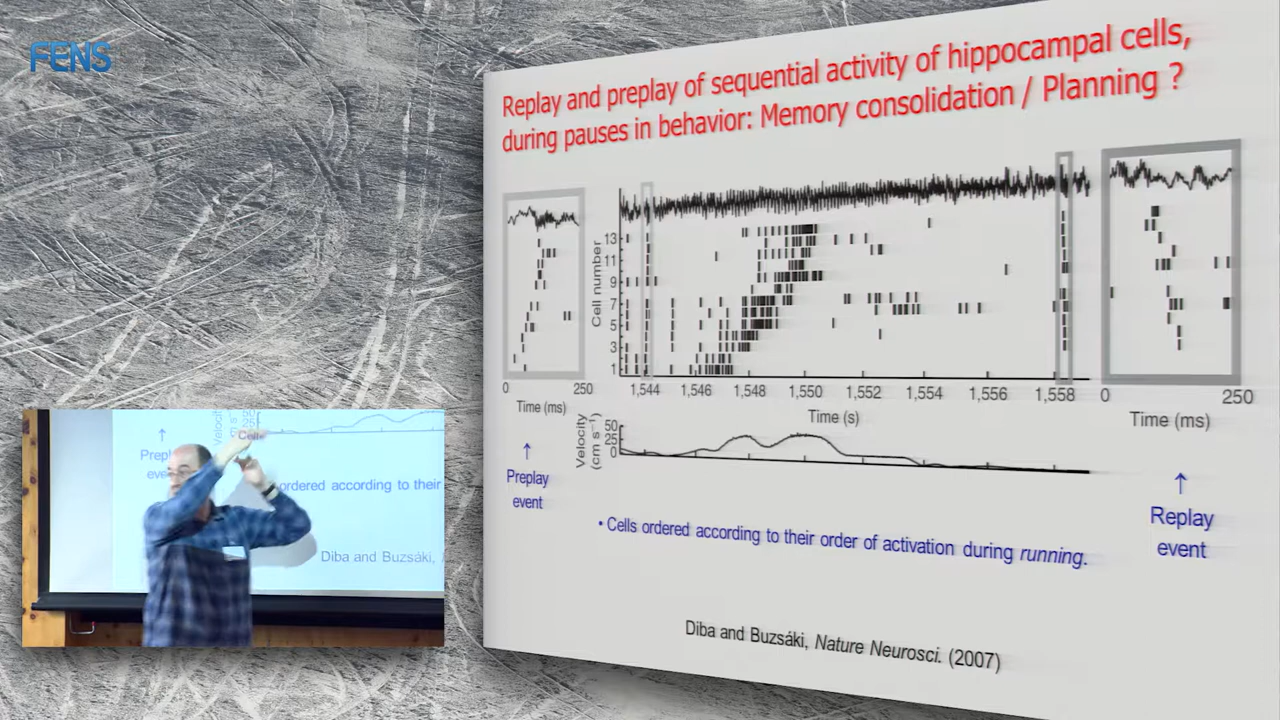 FENS
Replay and preplay of sequential activity of hippocampal cells,
during pauses in behavior: Memory consolidation / Planning ?
Cell number
13
11
9
7
5
3
1
0 250
Time (ms)
1,544 1,546 1,548 1,550 1,552 1,554 1,556 1,558
Time (s)
0 250
Time (ms)
Velocity
(cm s⁻¹)
50
25
0
↑
Preplay
event
↑
Replay
event
• Cells ordered according to their order of activation during running.
Diba and Buzsáki, Nature Neurosci. (2007)
Velocity
↑
Prepl
eve
Cells
ordered according to their
Diba and Buzsáki,